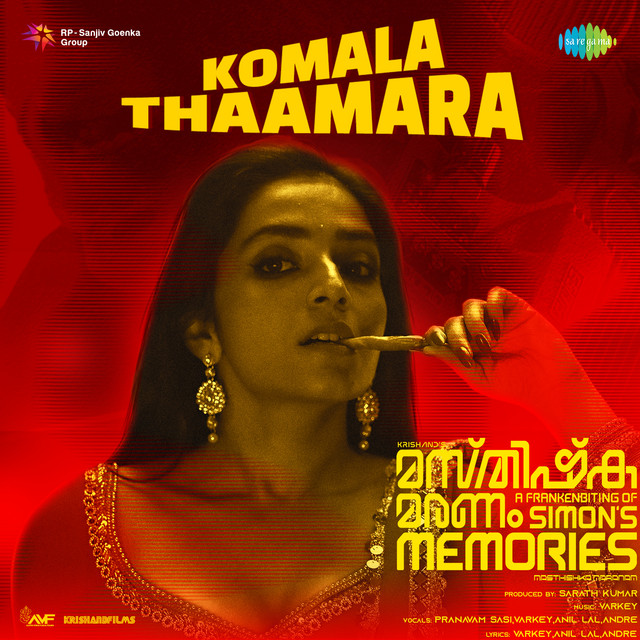 RP - Sanjiv Goenka
Group
saregama
KOMALA
THAAMARA
KRISHAND'S
മസ്തിഷ്ക
മരണം
A FRANKENBITING OF
SIMON'S
MEMORIES
MASTHISHKA MARANAM
PRODUCED BY: SARATH KUMAR
MUSIC: VARKEY
VOCALS: PRANAVAM SASI,VARKEY,ANIL LAL,ANDRE
LYRICS: VARKEY,ANIL LAL,ANDRE
AVF
KRISHANDFILMS